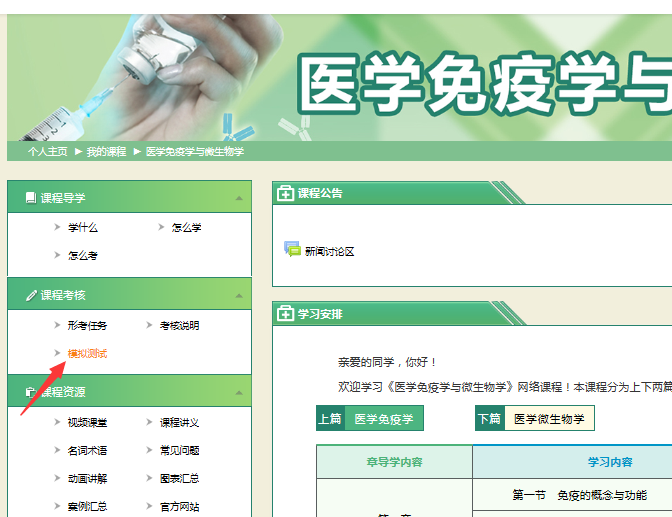 医学免疫学与
个人主页 ▶ 我的课程 ▶ 医学免疫学与微生物学
课程导学
学什么
怎么学
怎么考
课程考核
形考任务
考核说明
模拟测试
课程资源
视频课堂
课程讲义
名词术语
常见问题
动画讲解
图表汇总
案例汇总
官方网站
课程公告
新闻讨论区
学习安排
亲爱的同学，你好！
欢迎学习《医学免疫学与微生物学》网络课程！本课程分为上下两篇
上篇 医学免疫学
下篇 医学微生物学
章导学内容
学习内容
第一节 免疫的概念与功能